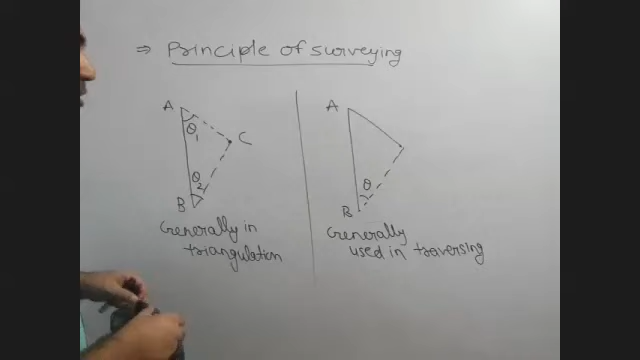 ⇒ Principle of surveying
A
θ1
C
θ2
B
Generally in
triangulation
A
θ
B
Generally
used in traversing